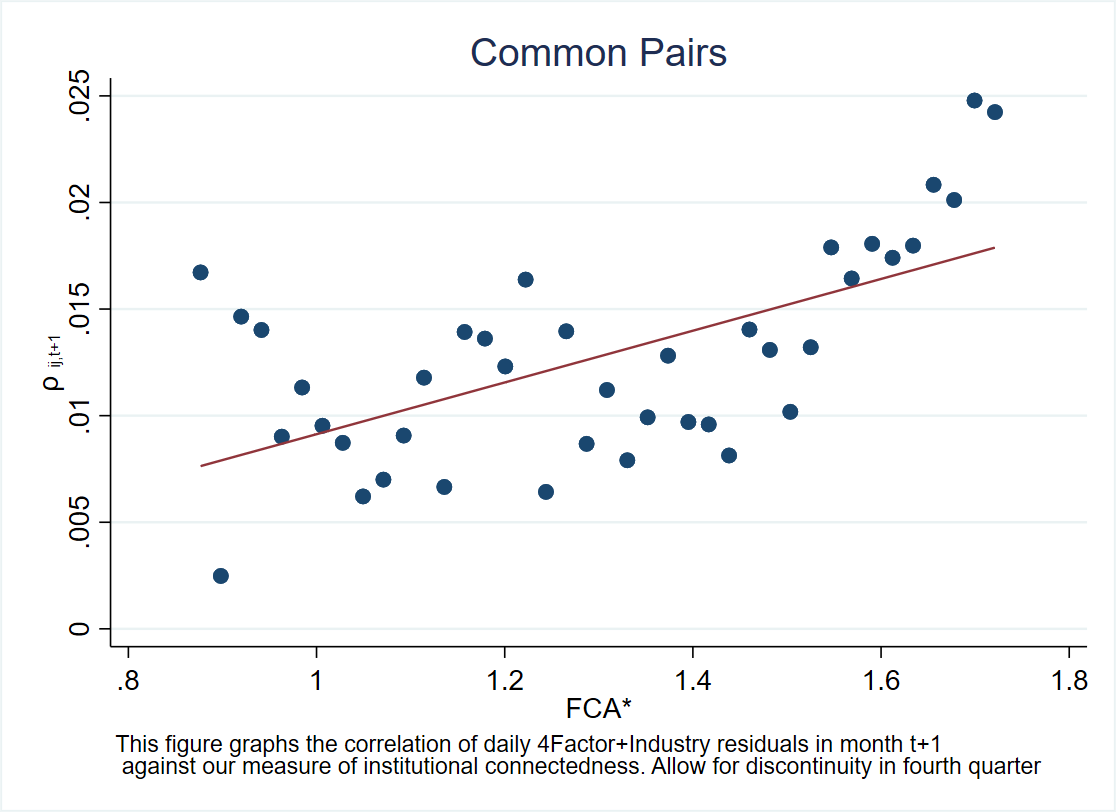 Common Pairs
.025
.02
.015
.01
.005
0
ρ ij,t+1
.8 1 1.2 1.4 1.6 1.8
FCA*
This figure graphs the correlation of daily 4Factor+Industry residuals in month t+1
against our measure of institutional connectedness. Allow for discontinuity in fourth quarter